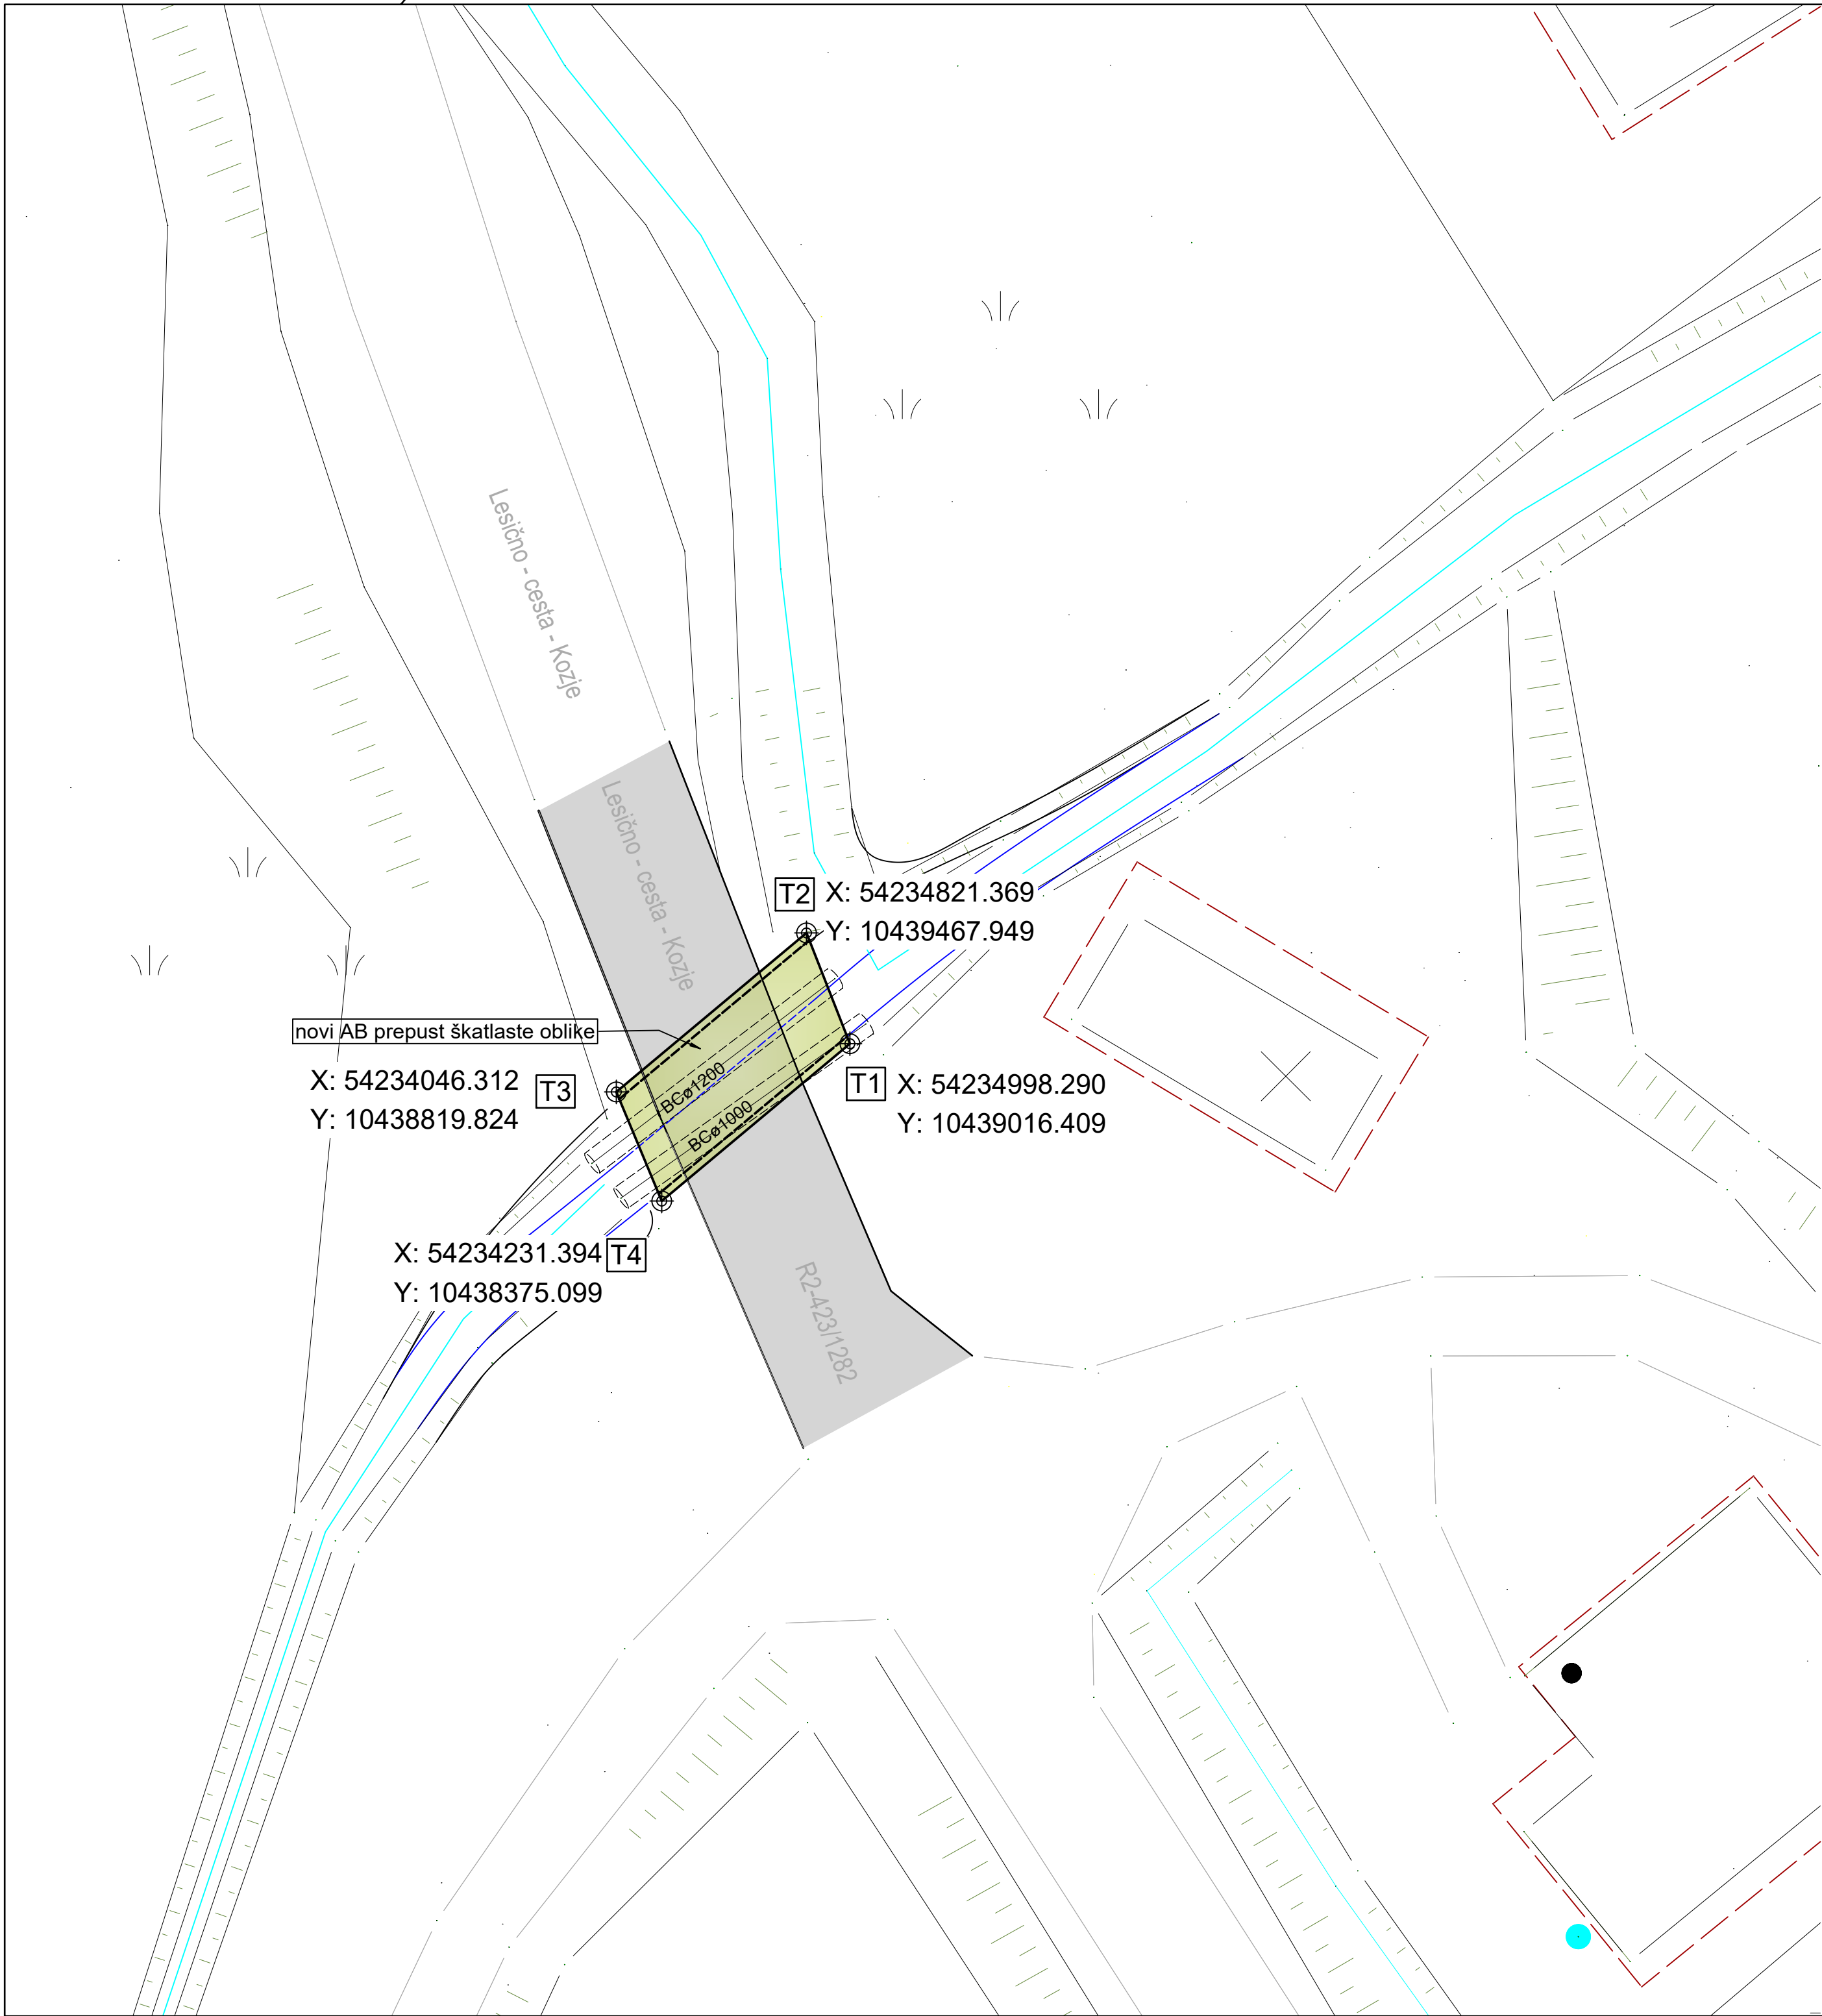 Lesično - cesta - Kozje
Lesično - cesta - Kozje
T2
X: 54234821.369
Y: 10439467.949
novi AB prepust škatlaste oblike
X: 54234046.312
Y: 10438819.824
T3
BCø1200
BCø1000
T1
X: 54234998.290
Y: 10439016.409
X: 54234231.394
Y: 10438375.099
T4
R2-423/1282